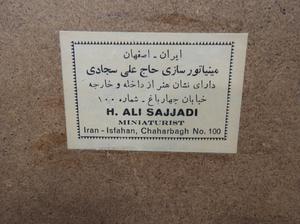 ایران - اصفهان
مینیاتور سازی حاج علی سجادی
دارای نشان هنر از داخله و خارجه
خیابان چهارباغ - شماره ۱۰۰
H. ALI SAJJADI
MINIATURIST
Iran - Isfahan, Chaharbagh No. 100